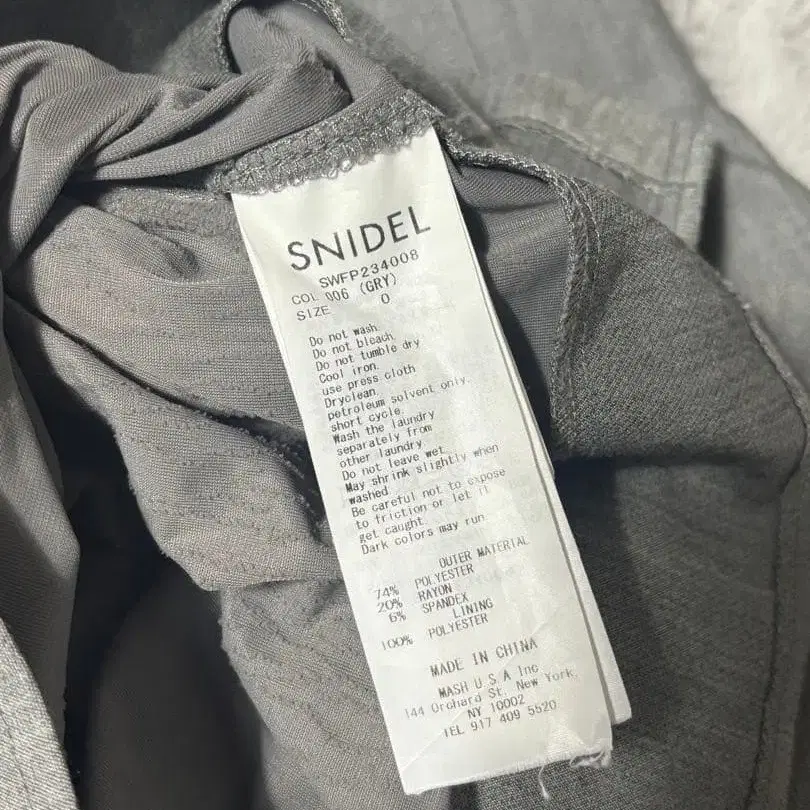 SNIDEL
SWFP234008
COL 006 (GRY)
SIZE 0
Do not wash.
Do not bleach.
Do not tumble dry
Cool iron.
use press cloth
Dryclean.
petroleum solvent only.
short cycle.
Wash the laundry
separately from
other laundry
Do not leave wet.
May shrink slightly when
washed
Be careful not to expose
to friction or let it
get caught.
Dark colors may run.
OUTER MATERIAL
74% POLYESTER
20% RAYON
6% SPANDEX
LINING
100% POLYESTER
MADE IN CHINA
MASH U S A Inc
144 Orchard St. New York,
NY 10002
TEL 917 409 5520